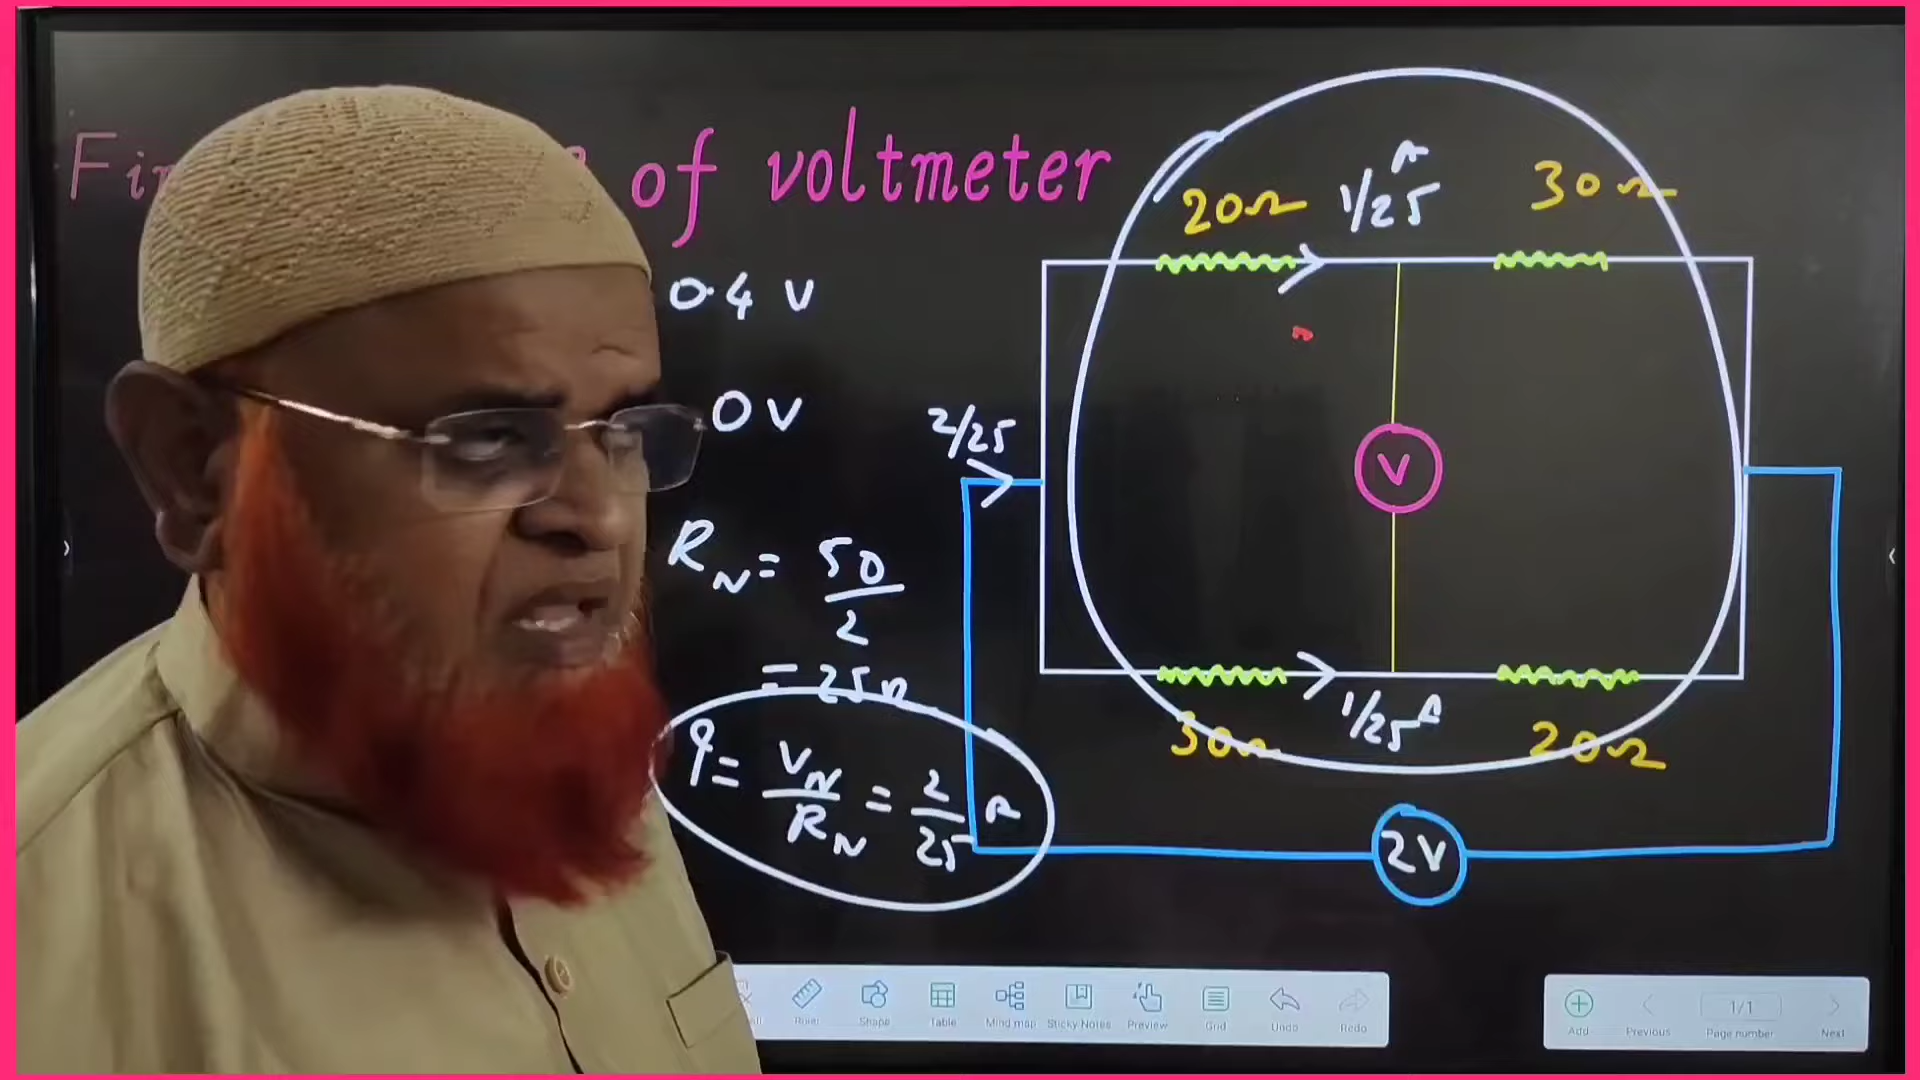 of voltmeter
0.4 V
0 V
R_N = 50/2
= 25Ω
i = V_N/R_N = 2/25 A
2/25
20Ω
1/25 A
30Ω
V
30Ω
1/25 A
20Ω
2V
Ruler
Shape
Table
Mind map
Sticky Notes
Preview
Grid
Undo
Redo
Add
Previous
1/1
Page number
Next